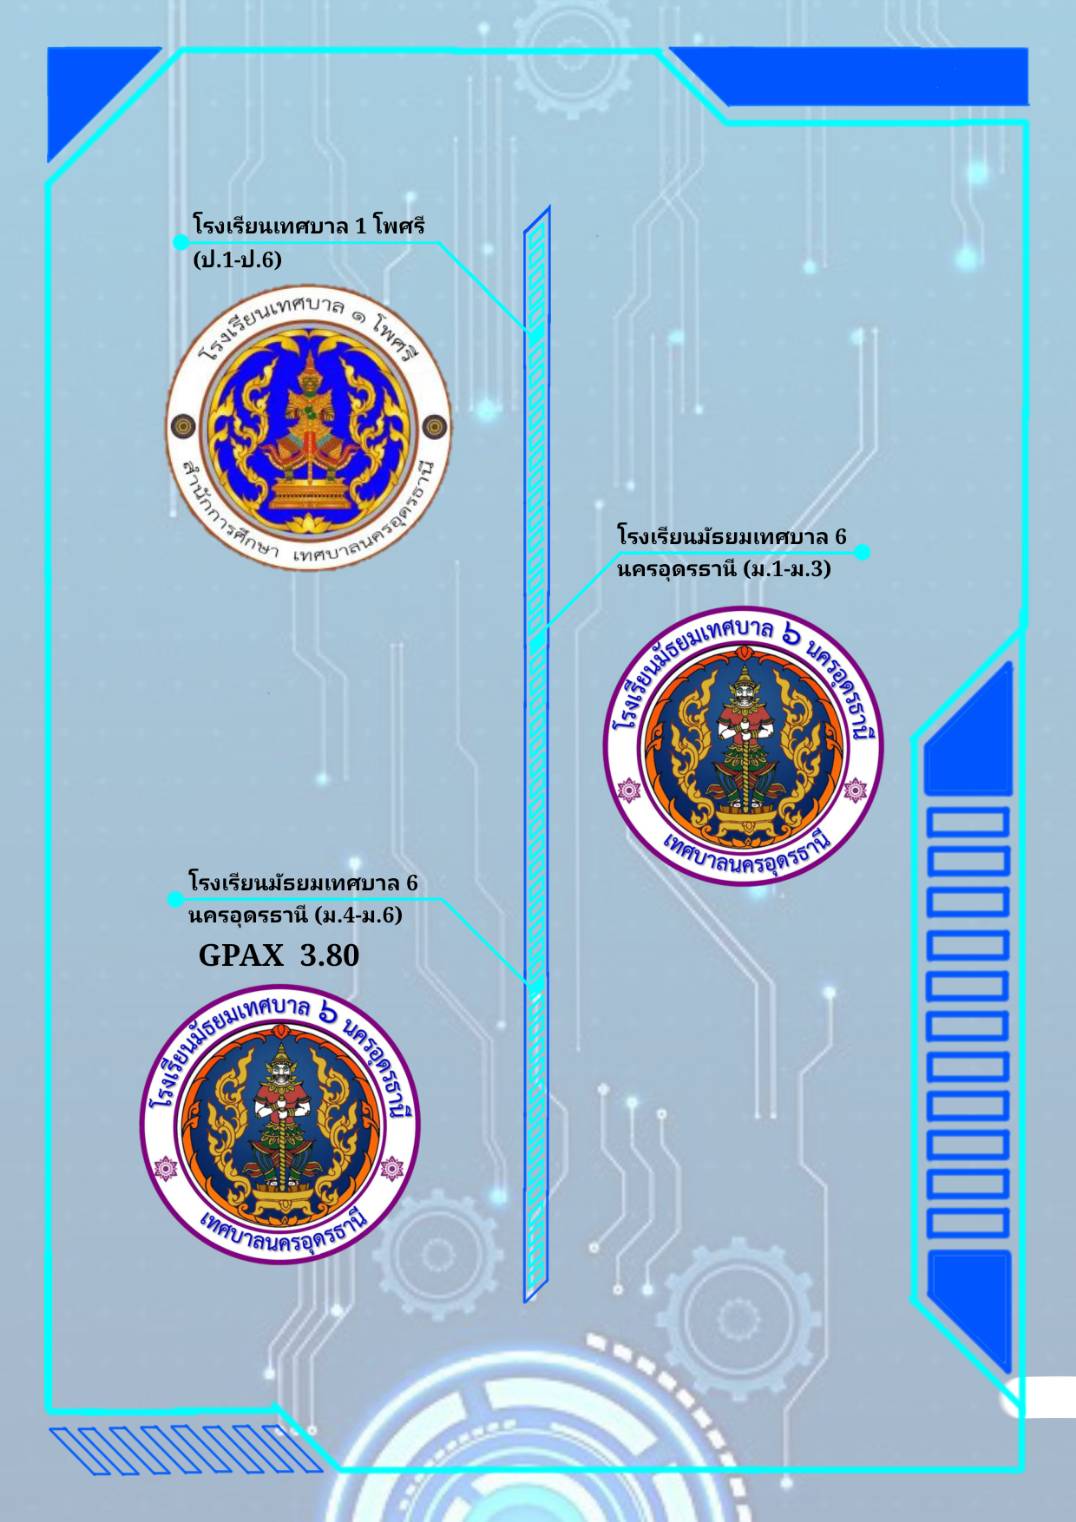 โรงเรียนเทศบาล 1 โพศรี
(ป.1-ป.6)
โรงเรียนเทศบาล ๑ โพศรี
สำนักการศึกษา เทศบาลนครอุดรธานี
โรงเรียนมัธยมเทศบาล 6
นครอุดรธานี (ม.1-ม.3)
โรงเรียนมัธยมเทศบาล ๖ นครอุดรธานี
เทศบาลนครอุดรธานี
โรงเรียนมัธยมเทศบาล 6
นครอุดรธานี (ม.4-ม.6)
GPAX 3.80
โรงเรียนมัธยมเทศบาล ๖ นครอุดรธานี
เทศบาลนครอุดรธานี